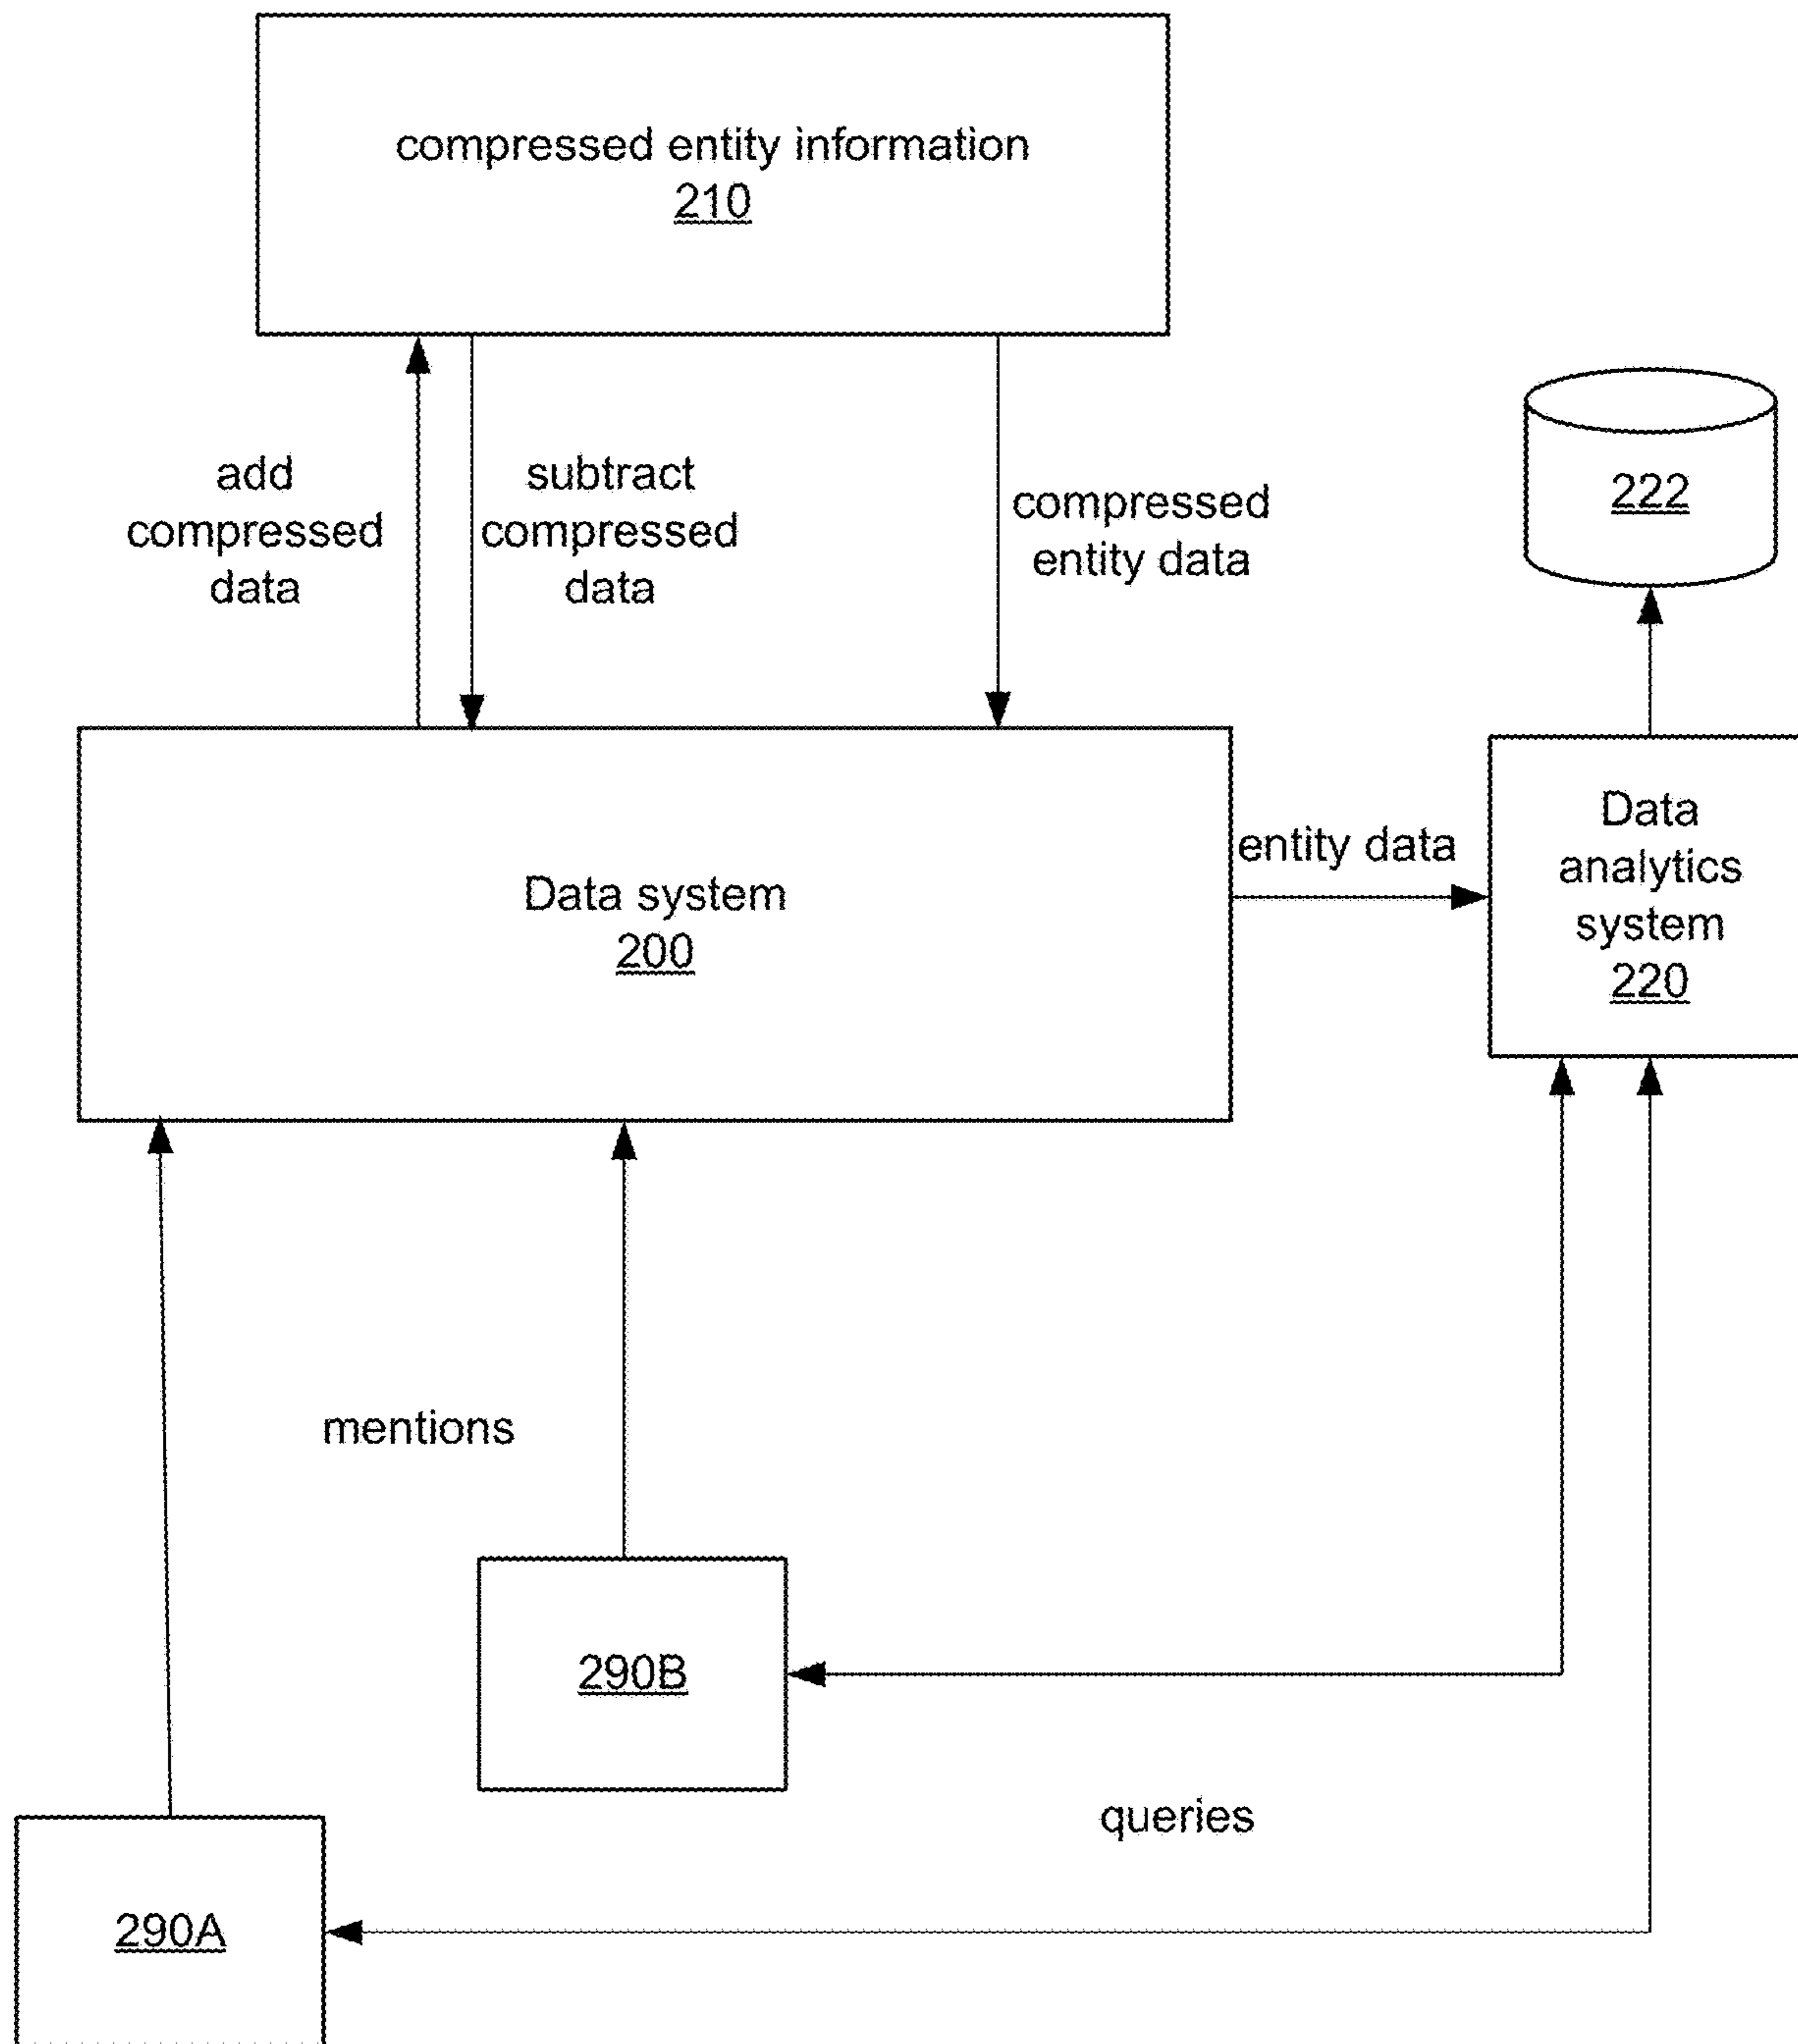 compressed entity information
210
add
compressed
data
subtract
compressed
data
compressed
entity data
222
Data system
200
entity data
Data
analytics
system
220
mentions
290B
queries
290A